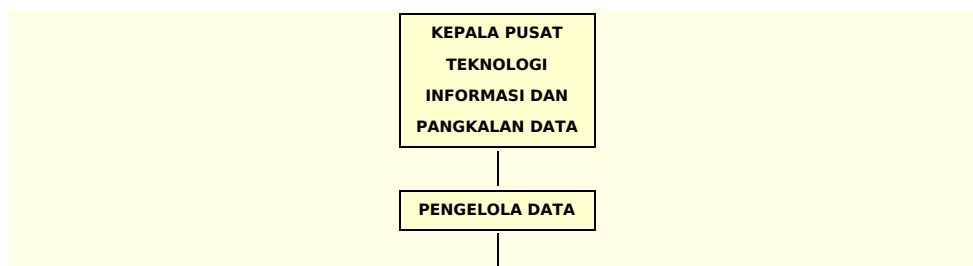 KEPALA PUSAT
TEKNOLOGI
INFORMASI DAN
PANGKALAN DATA
PENGELOLA DATA